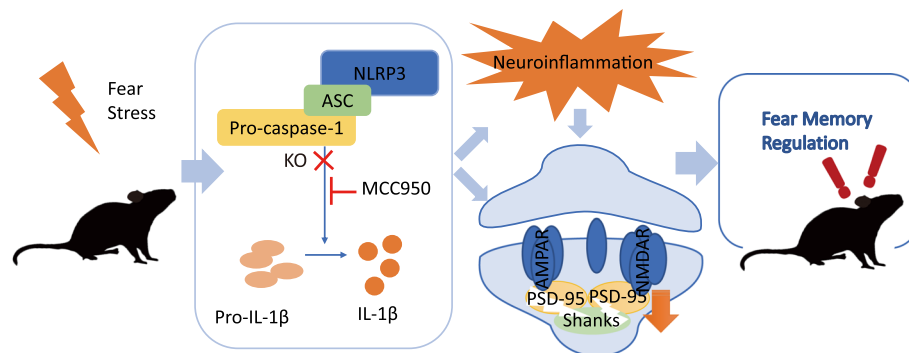 Fear
Stress
NLRP3
ASC
Pro-caspase-1
KO
MCC950
Pro-IL-1β
IL-1β
Neuroinflammation
AMPAR
NMDAR
PSD-95
PSD-95
Shanks
Fear Memory
Regulation